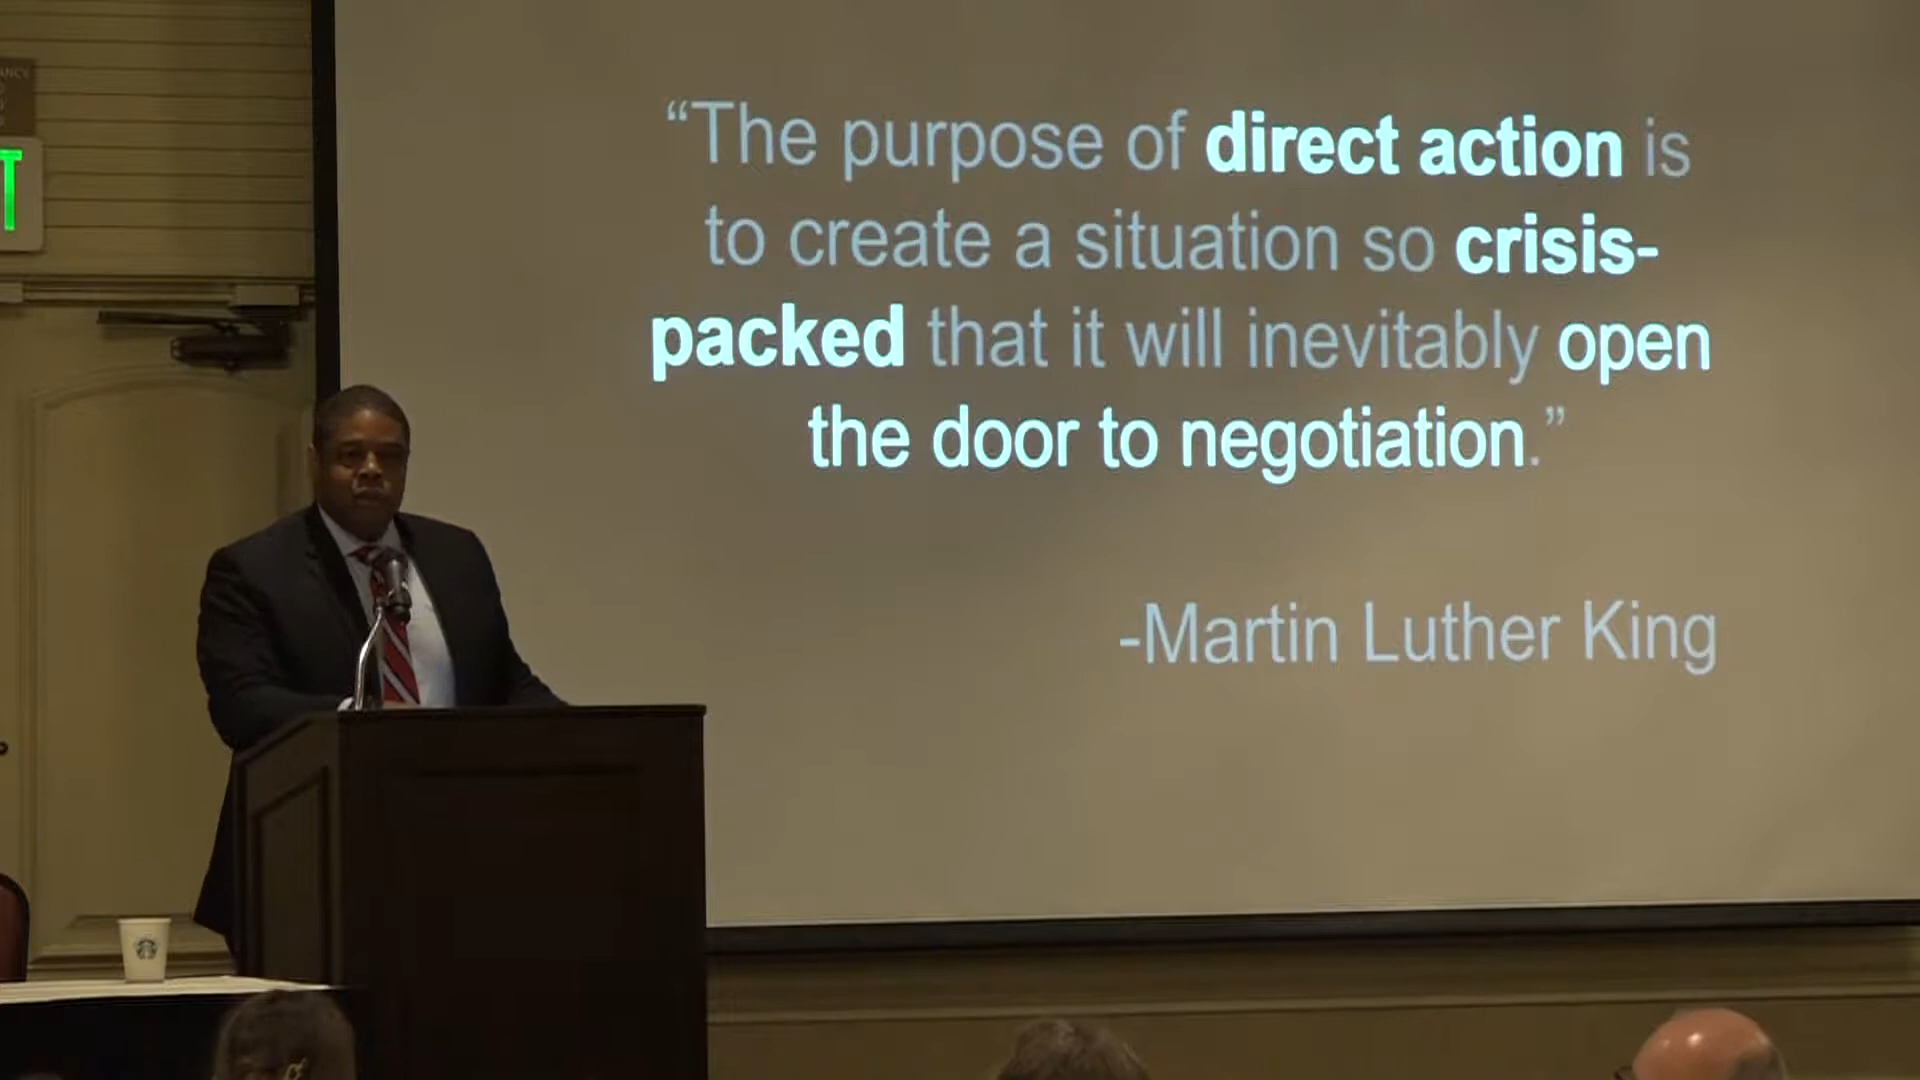 ANCY
T
“The purpose of direct action is
to create a situation so crisis-
packed that it will inevitably open
the door to negotiation.”
-Martin Luther King